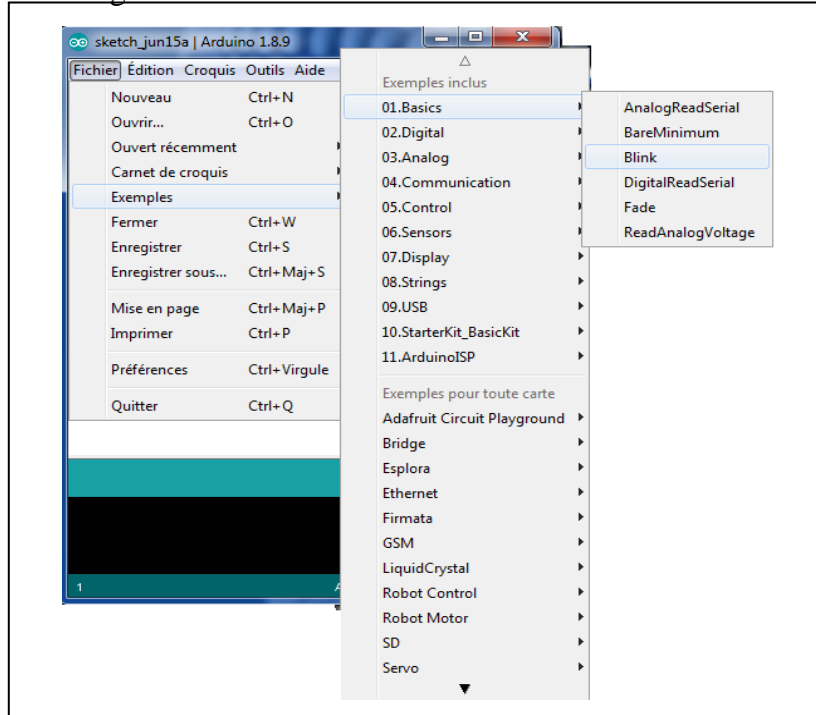 sketch_jun15a | Arduino 1.8.9
Fichier Édition Croquis Outils Aide
Nouveau Ctrl+N
Ouvrir... Ctrl+O
Ouvert récemment
Carnet de croquis
Exemples
Fermer Ctrl+W
Enregistrer Ctrl+S
Enregistrer sous... Ctrl+Maj+S
Mise en page Ctrl+Maj+P
Imprimer Ctrl+P
Préférences Ctrl+Virgule
Quitter Ctrl+Q
1
Exemples inclus
01.Basics
02.Digital
03.Analog
04.Communication
05.Control
06.Sensors
07.Display
08.Strings
09.USB
10.StarterKit_BasicKit
11.ArduinoISP
Exemples pour toute carte
Adafruit Circuit Playground
Bridge
Esplora
Ethernet
Firmata
GSM
LiquidCrystal
Robot Control
Robot Motor
SD
Servo
AnalogReadSerial
BareMinimum
Blink
DigitalReadSerial
Fade
ReadAnalogVoltage